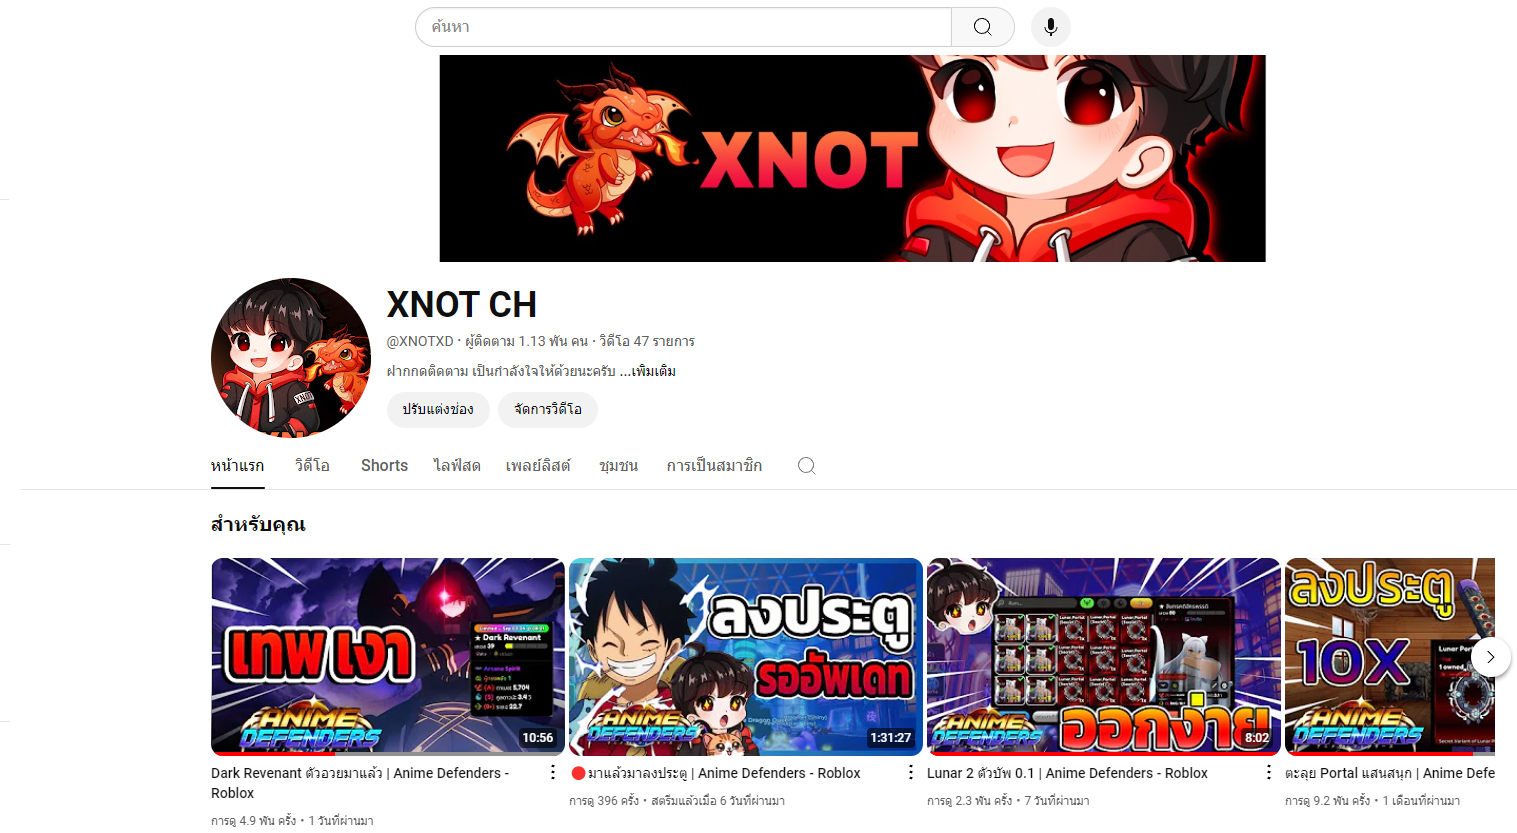 ค้นหา
XNOT
XNOT CH
@XNOTXD · ผู้ติดตาม 1.13 พัน คน · วิดีโอ 47 รายการ
ฝากกดติดตาม เป็นกำลังใจให้ด้วยนะครับ ...เพิ่มเติม
ปรับแต่งช่อง จัดการวิดีโอ
หน้าแรก วิดีโอ Shorts ไลฟ์สด เพลย์ลิสต์ ชุมชน การเป็นสมาชิก
สำหรับคุณ
เทพเงา
★ Dark Revenant
ANIME DEFENDERS
10:56
ลงประตู
รออัพเดท
ANIME DEFENDERS
1:31:27
ออกง่าย
ANIME DEFENDERS
8:02
ลงประตู
10X
ANIME DEFENDERS
Dark Revenant ตัวอวยมาแล้ว | Anime Defenders -
Roblox
การดู 4.9 พัน ครั้ง • 1 วันที่ผ่านมา
🔴มาแล้วมาลงประตู | Anime Defenders - Roblox
การดู 396 ครั้ง • สตรีมแล้วเมื่อ 6 วันที่ผ่านมา
Lunar 2 ตัวบัพ 0.1 | Anime Defenders - Roblox
การดู 2.3 พัน ครั้ง • 7 วันที่ผ่านมา
ตะลุย Portal แสนสนุก | Anime Defe
การดู 9.2 พัน ครั้ง • 1 เดือนที่ผ่านมา